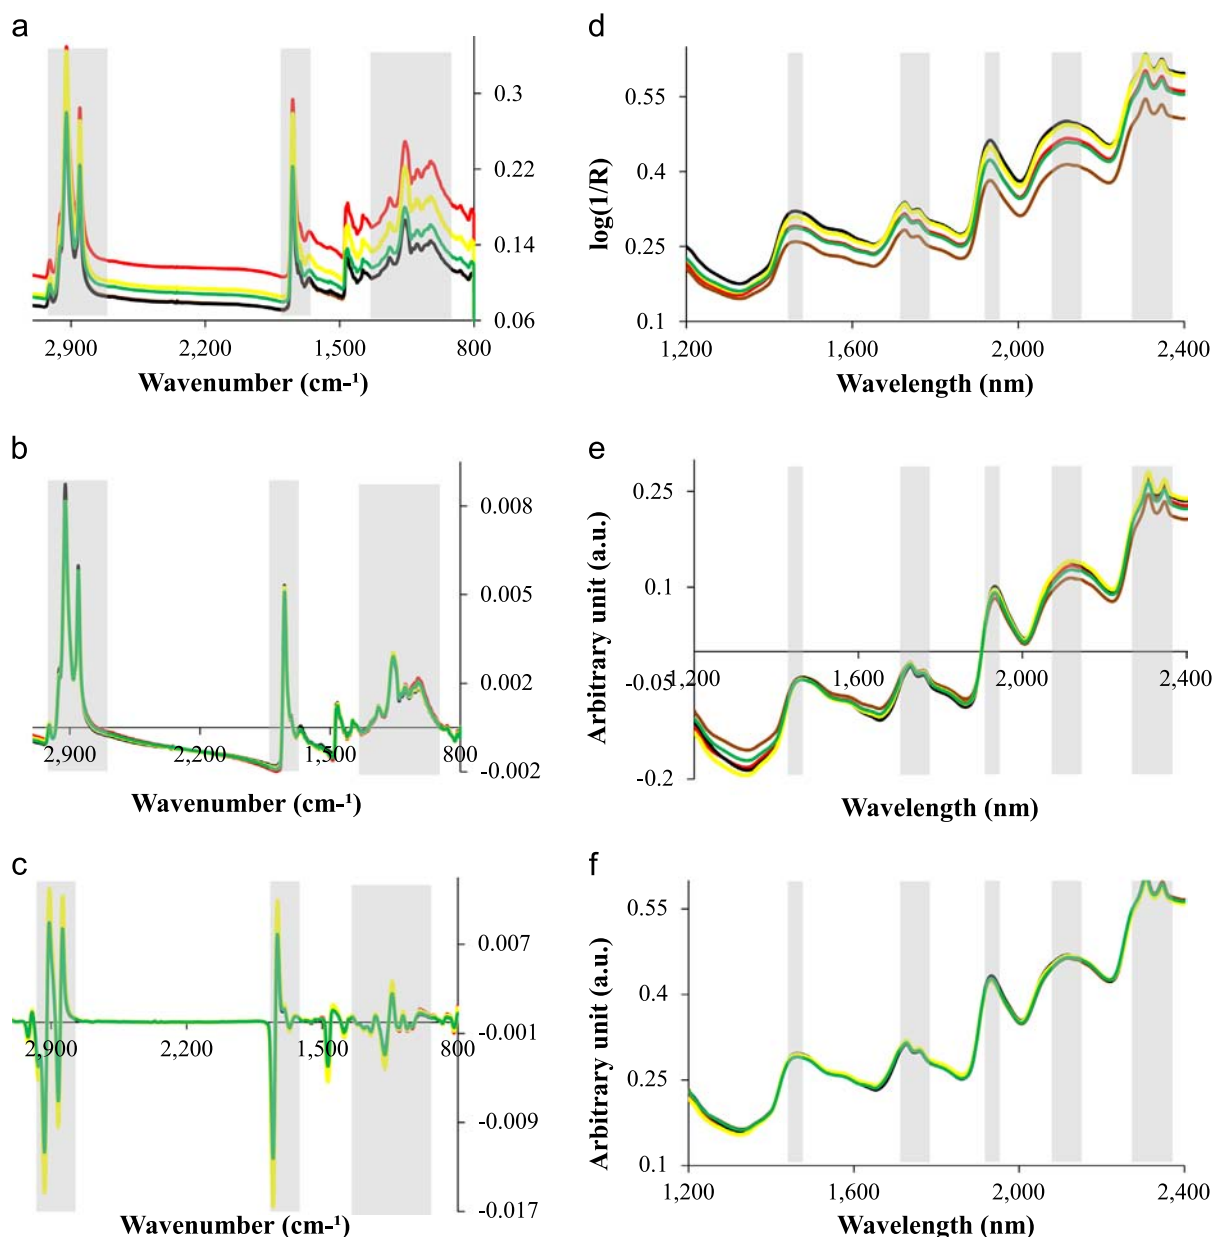 a
0.3
0.22
0.14
0.06
2,900 2,200 1,500 800
Wavenumber (cm-¹)
b
0.008
0.005
0.002
-0.002
2,900 2,200 1,500 800
Wavenumber (cm-¹)
c
0.007
-0.001
-0.009
-0.017
2,900 2,200 1,500 800
Wavenumber (cm-¹)
d
log(1/R)
0.55
0.4
0.25
0.1
1,200 1,600 2,000 2,400
Wavelength (nm)
e
Arbitrary unit (a.u.)
0.25
0.1
-0.05
-0.2
1,200 1,600 2,000 2,400
Wavelength (nm)
f
Arbitrary unit (a.u.)
0.55
0.4
0.25
0.1
1,200 1,600 2,000 2,400
Wavelength (nm)